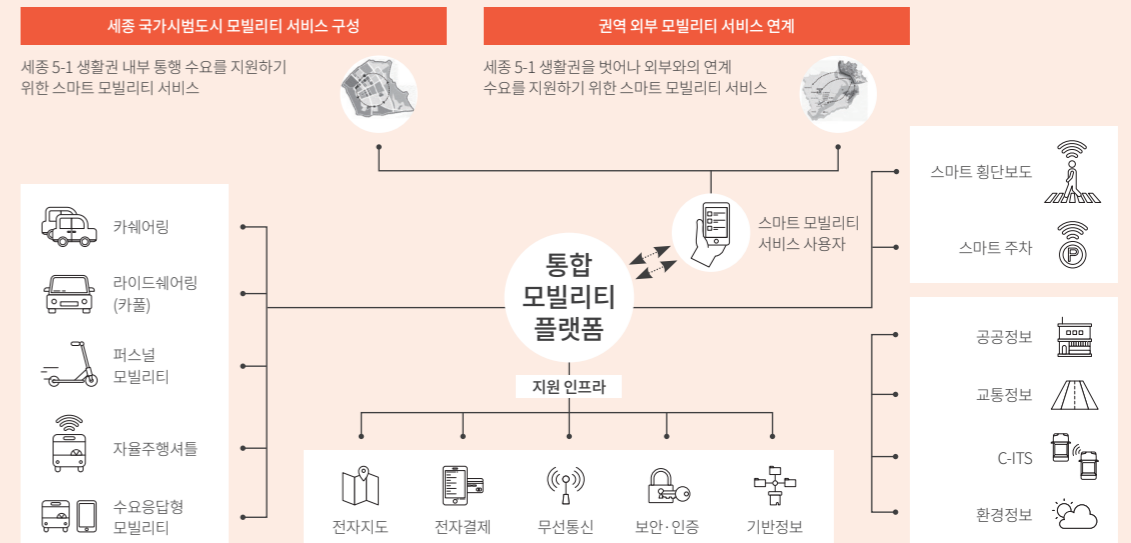 세종 국가시범도시 모빌리티 서비스 구성
세종 5-1 생활권 내부 통행 수요를 지원하기
위한 스마트 모빌리티 서비스
권역 외부 모빌리티 서비스 연계
세종 5-1 생활권을 벗어나 외부와의 연계
수요를 지원하기 위한 스마트 모빌리티 서비스
카쉐어링
라이드쉐어링
(카풀)
퍼스널
모빌리티
자율주행셔틀
수요응답형
모빌리티
통합
모빌리티
플랫폼
스마트 모빌리티
서비스 사용자
지원 인프라
전자지도
전자결제
무선통신
보안·인증
기반정보
스마트 횡단보도
스마트 주차
P
공공정보
교통정보
C-ITS
환경정보